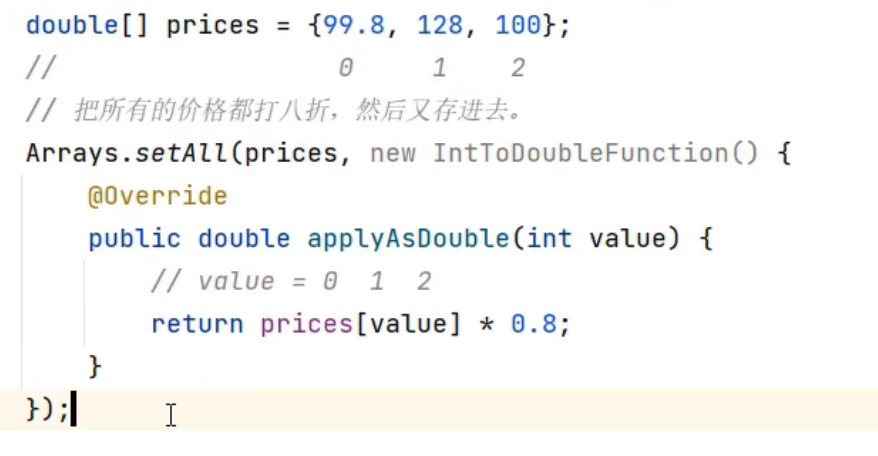 double[] prices = {99.8, 128, 100};
//                  0     1    2
// 把所有的价格都打八折，然后又存进去。
Arrays.setAll(prices, new IntToDoubleFunction() {
    @Override
    public double applyAsDouble(int value) {
        // value = 0  1  2
        return prices[value] * 0.8;
    }
});